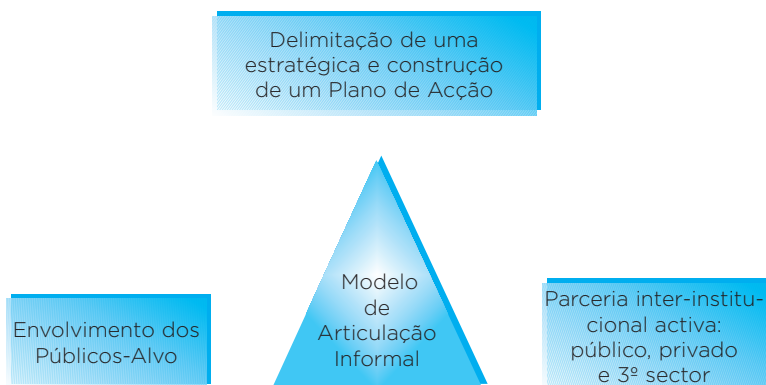 Delimitação de uma
estratégica e construção
de um Plano de Acção
Modelo
de
Articulação
Informal
Envolvimento dos
Públicos-Alvo
Parceria inter-institu-
cional activa:
público, privado
e 3º sector